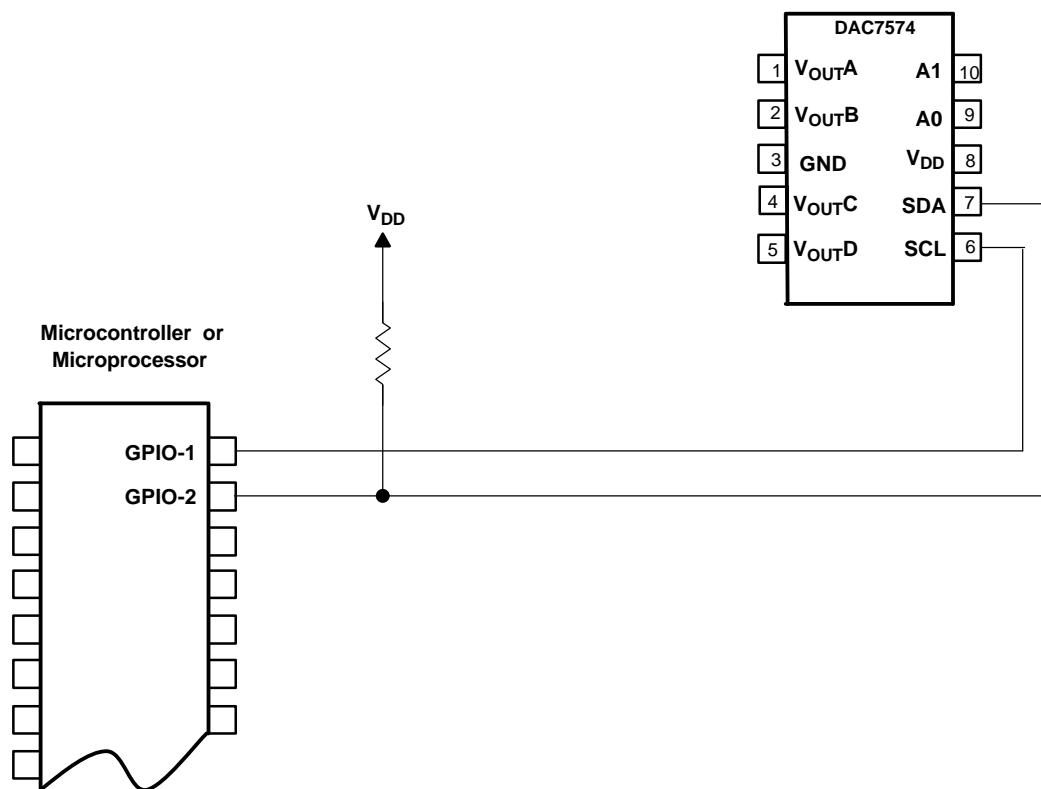 DAC7574
1 VOUTA A1 10
2 VOUTB A0 9
3 GND VDD 8
4 VOUTC SDA 7
5 VOUTD SCL 6
VDD
Microcontroller or
Microprocessor
GPIO-1
GPIO-2